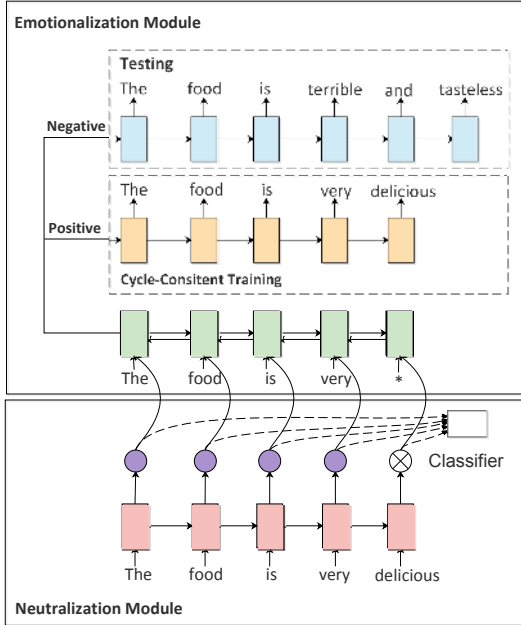 Emotionalization Module
Testing
The food is terrible and tasteless
Negative
The food is very delicious
Positive
Cycle-Consitent Training
The food is very *
Classifier
The food is very delicious
Neutralization Module